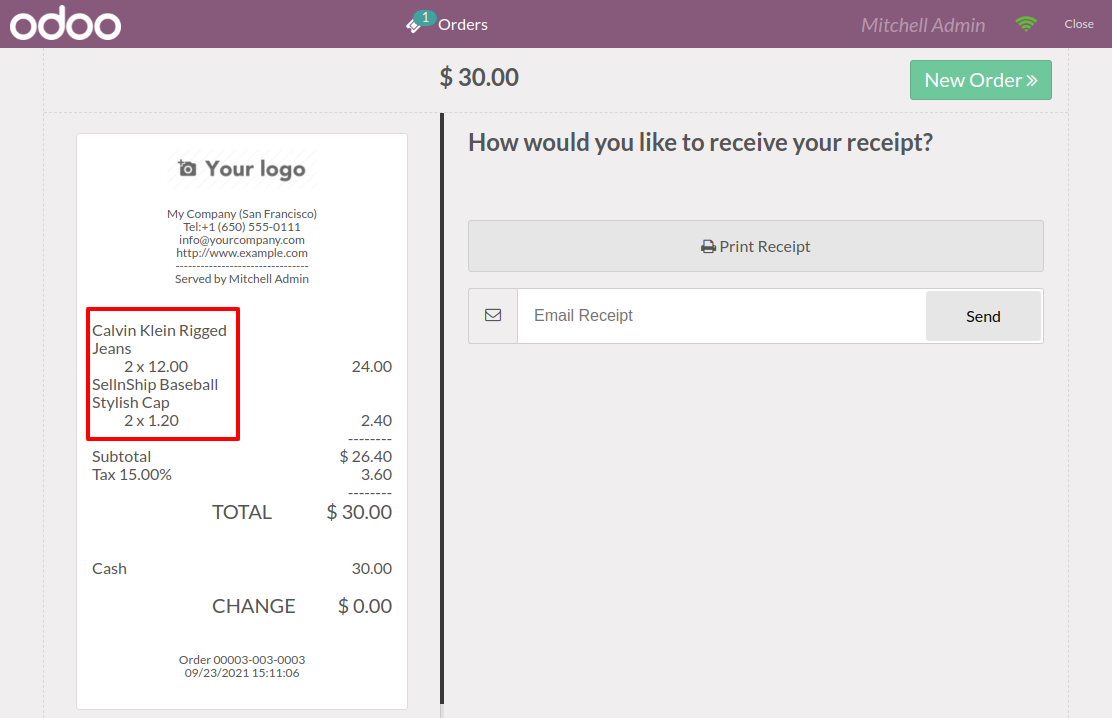 odoo
1
Orders
Mitchell Admin
Close
$ 30.00
New Order »
Your logo
My Company (San Francisco)
Tel:+1 (650) 555-0111
info@yourcompany.com
http://www.example.com
--------------------------------
Served by Mitchell Admin
Calvin Klein Rigged
Jeans
2 x 12.00 24.00
SellnShip Baseball
Stylish Cap
2 x 1.20 2.40
--------
Subtotal $ 26.40
Tax 15.00% 3.60
--------
TOTAL $ 30.00
Cash 30.00
CHANGE $ 0.00
Order 00003-003-0003
09/23/2021 15:11:06
How would you like to receive your receipt?
Print Receipt
Email Receipt
Send